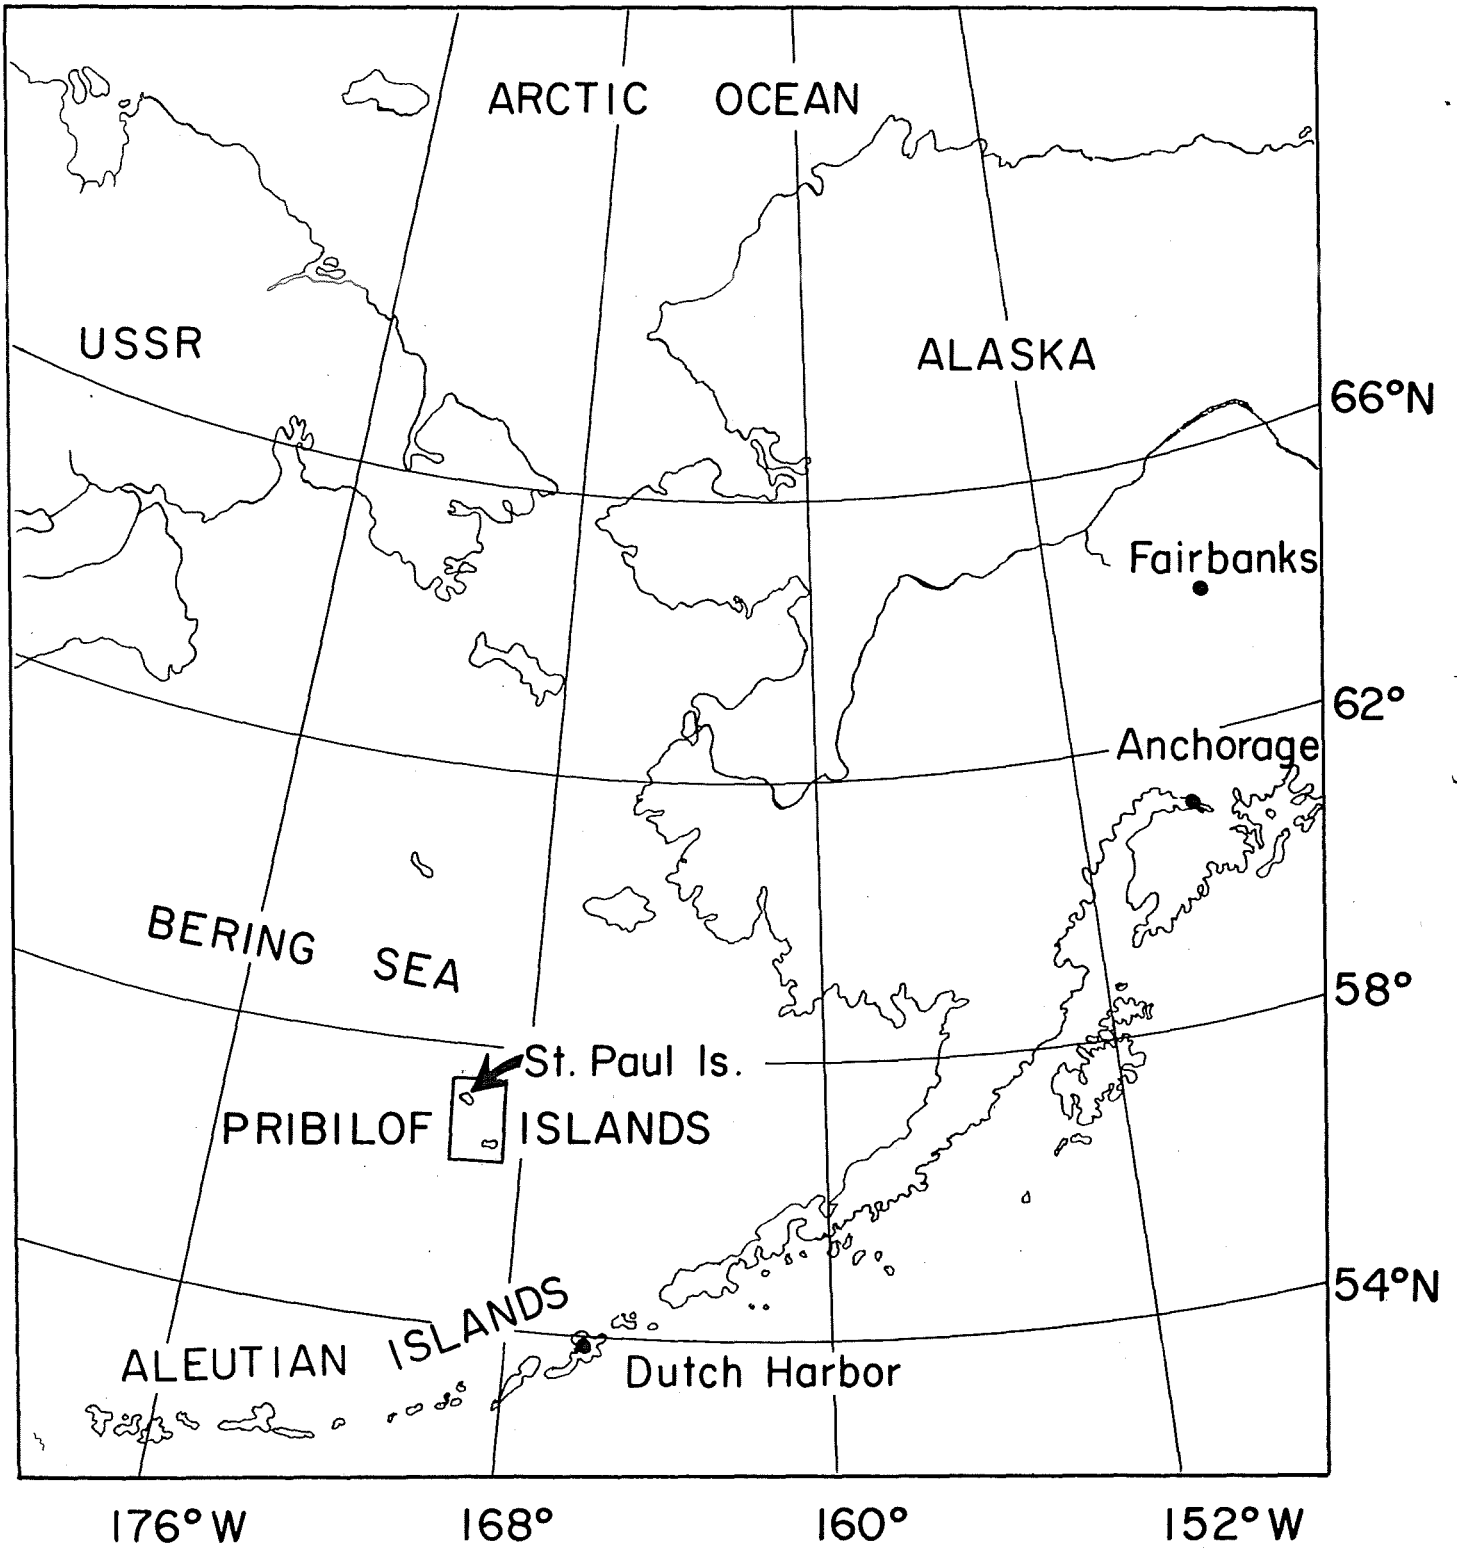 ARCTIC OCEAN
USSR
ALASKA
66°N
Fairbanks
62°
Anchorage
BERING SEA
58°
St. Paul Is.
PRIBILOF ISLANDS
54°N
ALEUTIAN ISLANDS
Dutch Harbor
176°W 168° 160° 152°W